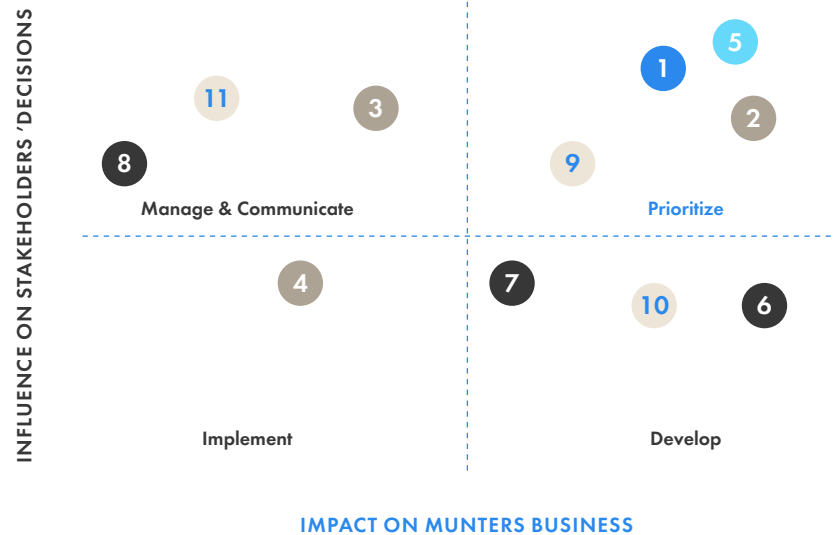 INFLUENCE ON STAKEHOLDERS ’DECISIONS
5
1
11
3
2
8
9
Manage & Communicate
Prioritize
4
7
10
6
Implement
Develop
IMPACT ON MUNTERS BUSINESS